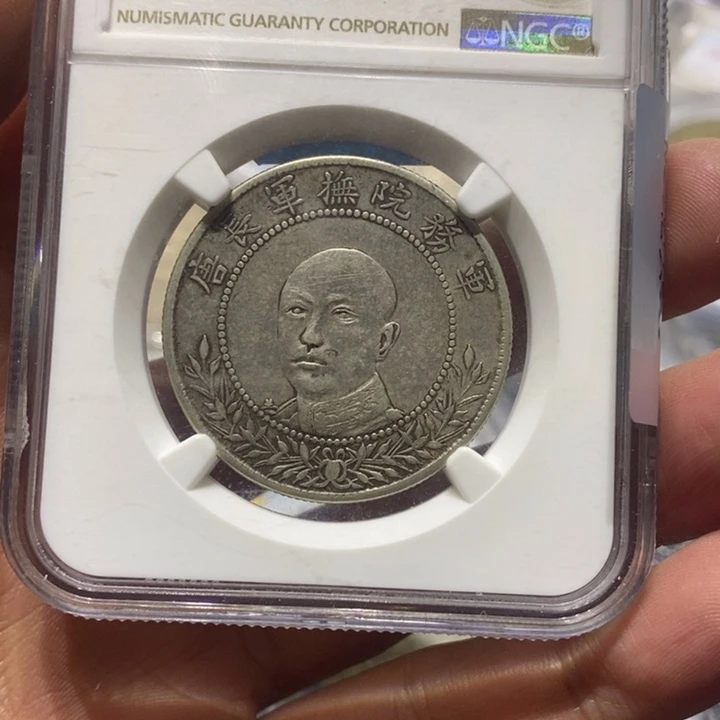 NUMISMATIC GUARANTY CORPORATION NGC®
軍務院撫軍長唐